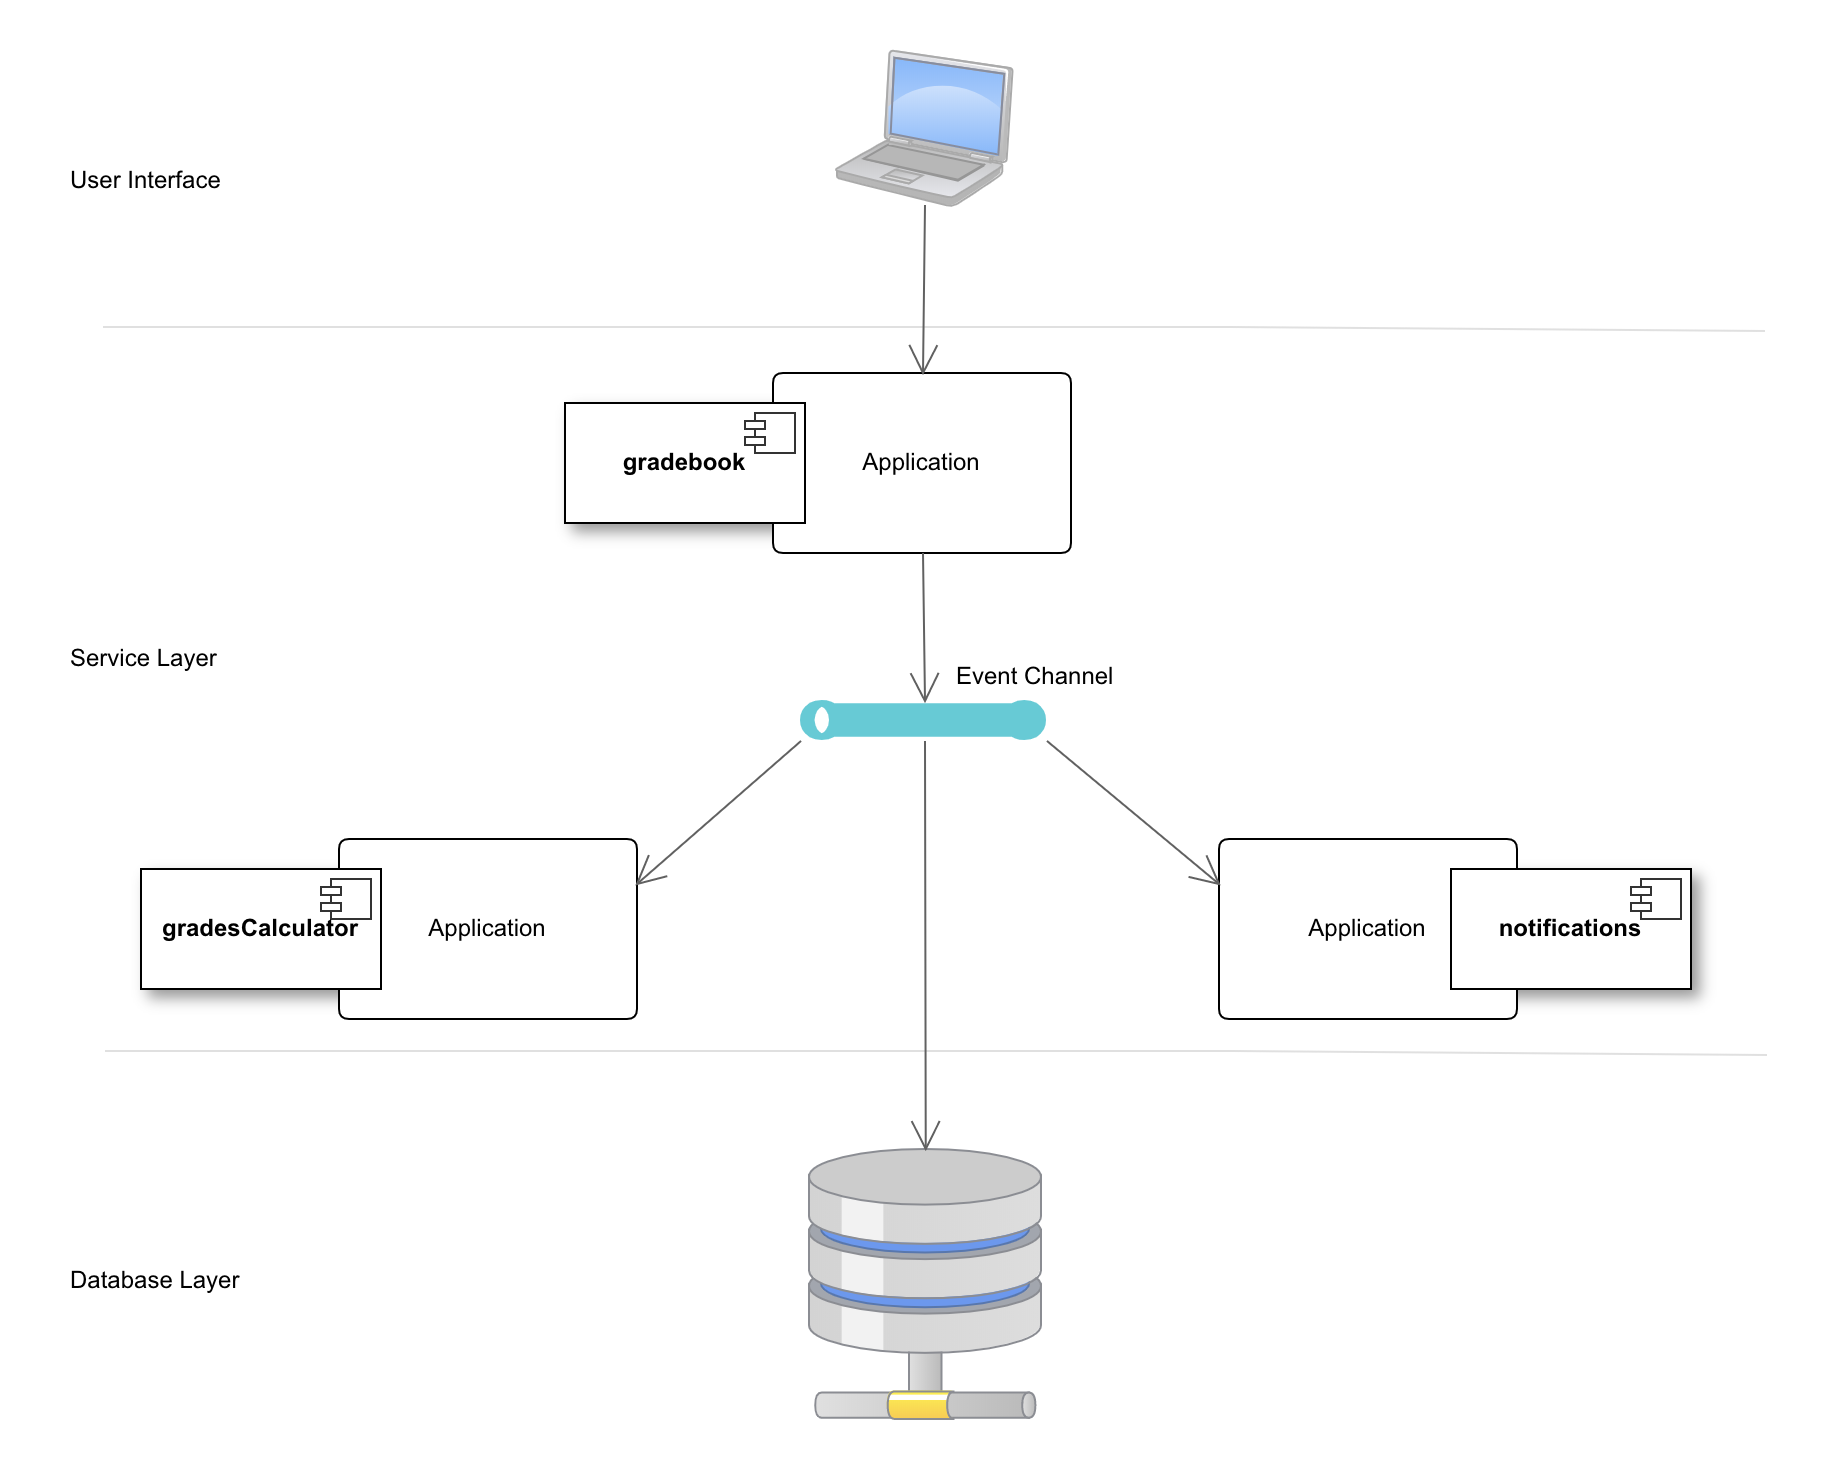 User Interface
gradebook
Application
Service Layer
Event Channel
gradesCalculator
Application
Application
notifications
Database Layer